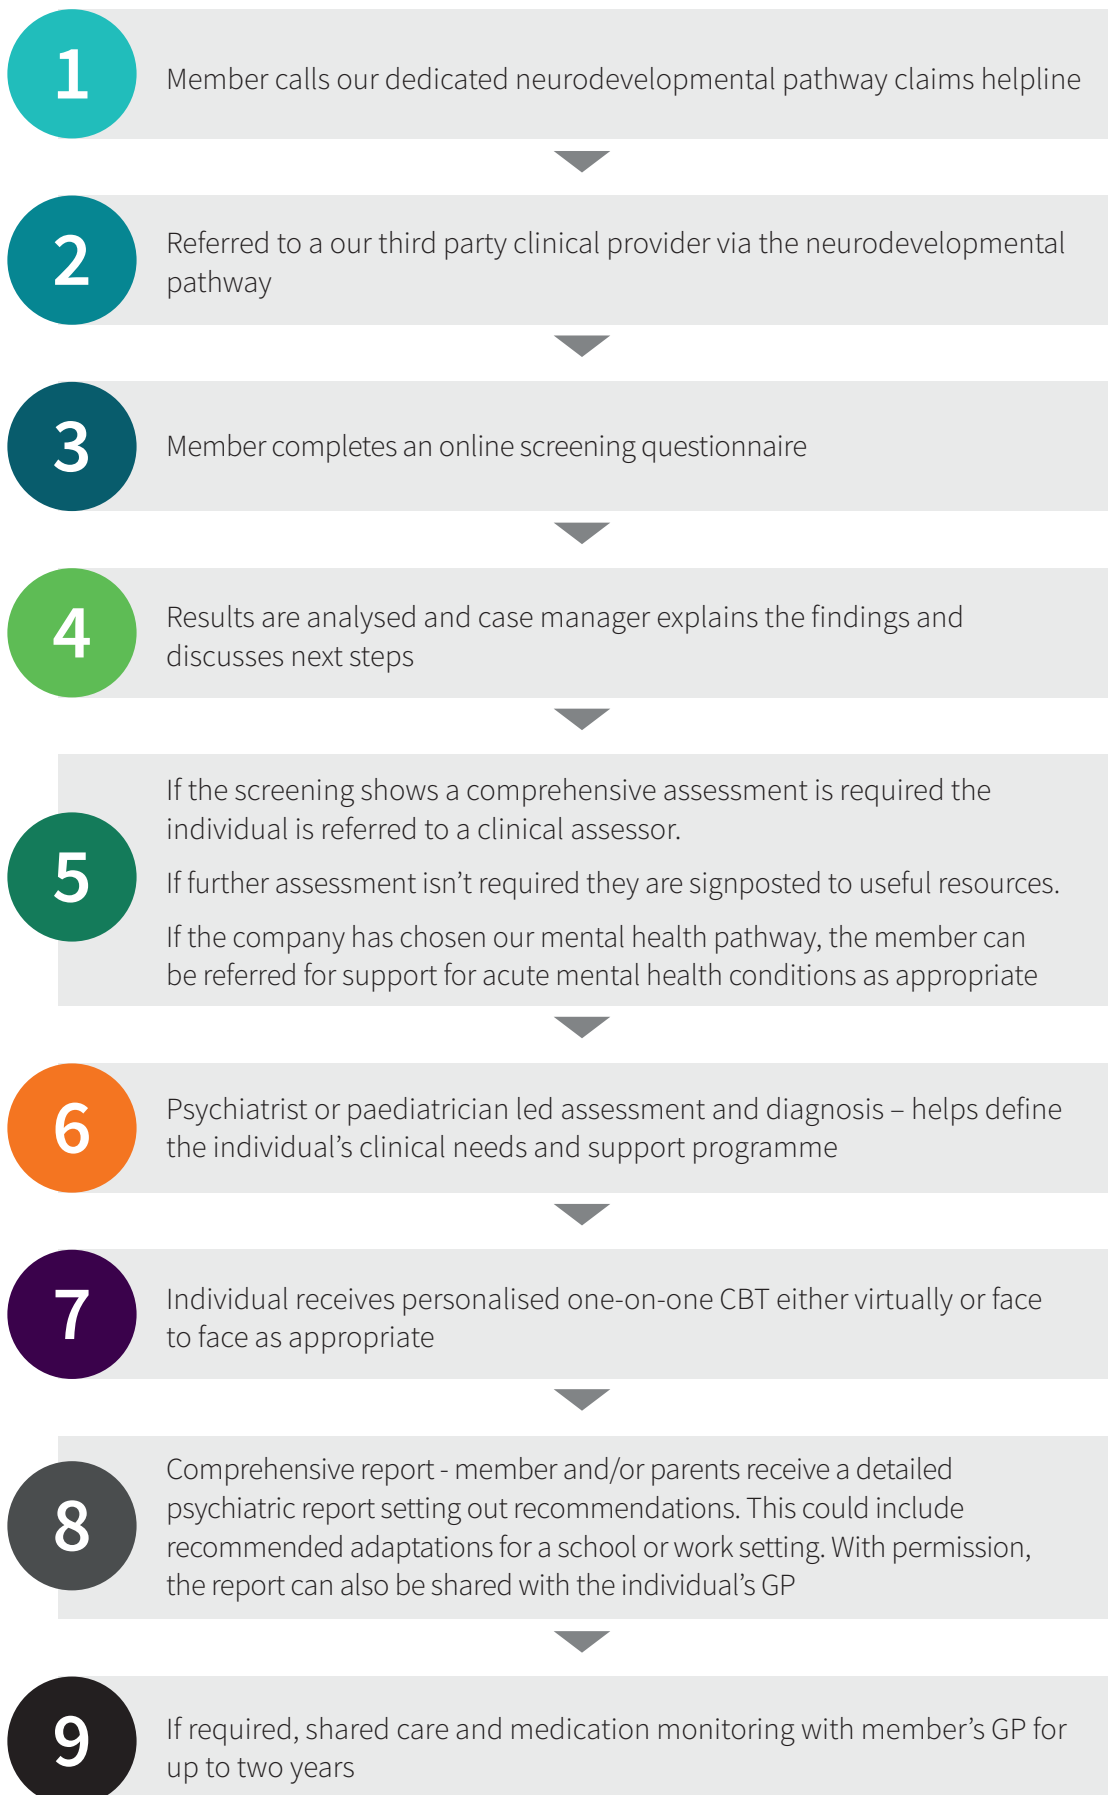 1
Member calls our dedicated neurodevelopmental pathway claims helpline
2
Referred to a our third party clinical provider via the neurodevelopmental
pathway
3
Member completes an online screening questionnaire
4
Results are analysed and case manager explains the findings and
discusses next steps
5
If the screening shows a comprehensive assessment is required the
individual is referred to a clinical assessor.
If further assessment isn’t required they are signposted to useful resources.
If the company has chosen our mental health pathway, the member can
be referred for support for acute mental health conditions as appropriate
6
Psychiatrist or paediatrician led assessment and diagnosis – helps define
the individual’s clinical needs and support programme
7
Individual receives personalised one-on-one CBT either virtually or face
to face as appropriate
8
Comprehensive report - member and/or parents receive a detailed
psychiatric report setting out recommendations. This could include
recommended adaptations for a school or work setting. With permission,
the report can also be shared with the individual’s GP
9
If required, shared care and medication monitoring with member’s GP for
up to two years